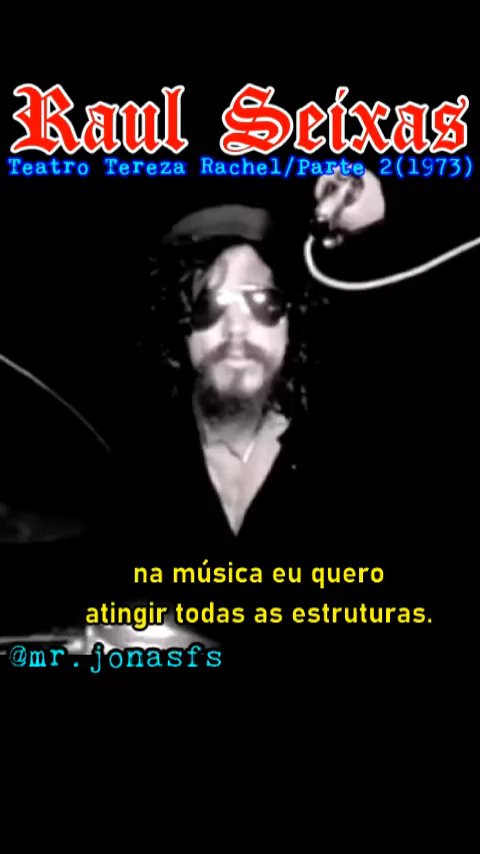 Raul Seixas
Teatro Tereza Rachel/Parte 2(1973)
na música eu quero
atingir todas as estruturas.
@mr.jonasfs